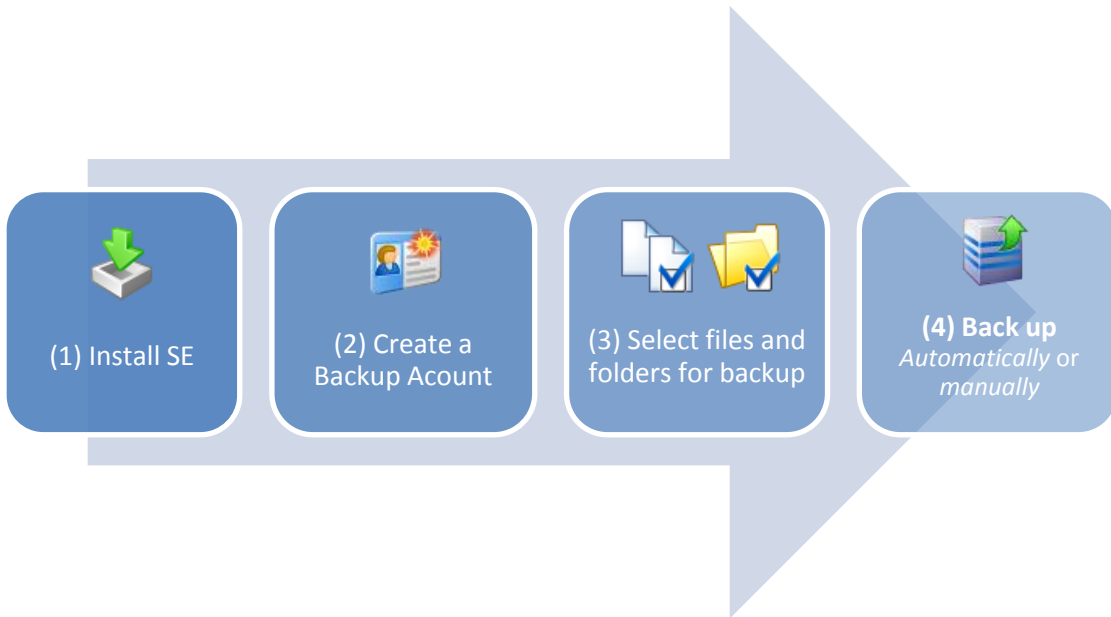 (1) Install SE
(2) Create a
Backup Acount
(3) Select files and
folders for backup
(4) Back up
Automatically or
manually